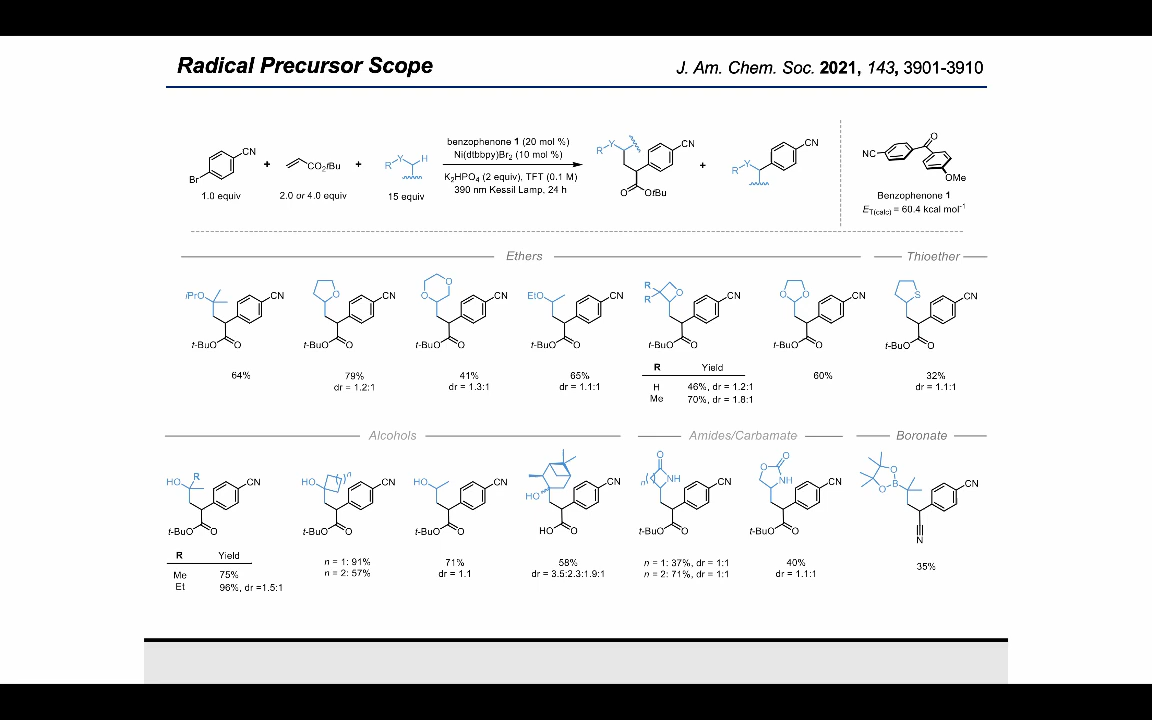 Radical Precursor Scope
J. Am. Chem. Soc. 2021, 143, 3901-3910
CN
Br
1.0 equiv
+
CO₂tBu
2.0 or 4.0 equiv
+
R Y H
15 equiv
benzophenone 1 (20 mol %)
Ni(dtbbpy)Br₂ (10 mol %)
K₂HPO₄ (2 equiv), TFT (0.1 M)
390 nm Kessil Lamp, 24 h
R Y CN
O OtBu
+
R Y CN
O
NC
OMe
Benzophenone 1
E_T(calc) = 60.4 kcal mol⁻¹
Ethers
Thioether
iPrO CN
t-BuO O
64%
O CN
t-BuO O
79%
dr = 1.2:1
O O CN
t-BuO O
41%
dr = 1.3:1
EtO CN
t-BuO O
65%
dr = 1.1:1
R R O CN
t-BuO O
R Yield
H 46%, dr = 1.2:1
Me 70%, dr = 1.8:1
O O CN
t-BuO O
60%
S CN
t-BuO O
32%
dr = 1.1:1
Alcohols
Amides/Carbamate
Boronate
HO R CN
t-BuO O
R Yield
Me 75%
Et 96%, dr =1.5:1
HO n CN
t-BuO O
n = 1: 91%
n = 2: 57%
HO CN
t-BuO O
71%
dr = 1.1
HO CN
HO O
58%
dr = 3.5:2.3:1.9:1
O n NH CN
t-BuO O
n = 1: 37%, dr = 1:1
n = 2: 71%, dr = 1:1
O O NH CN
t-BuO O
40%
dr = 1.1:1
O B O CN
N
35%